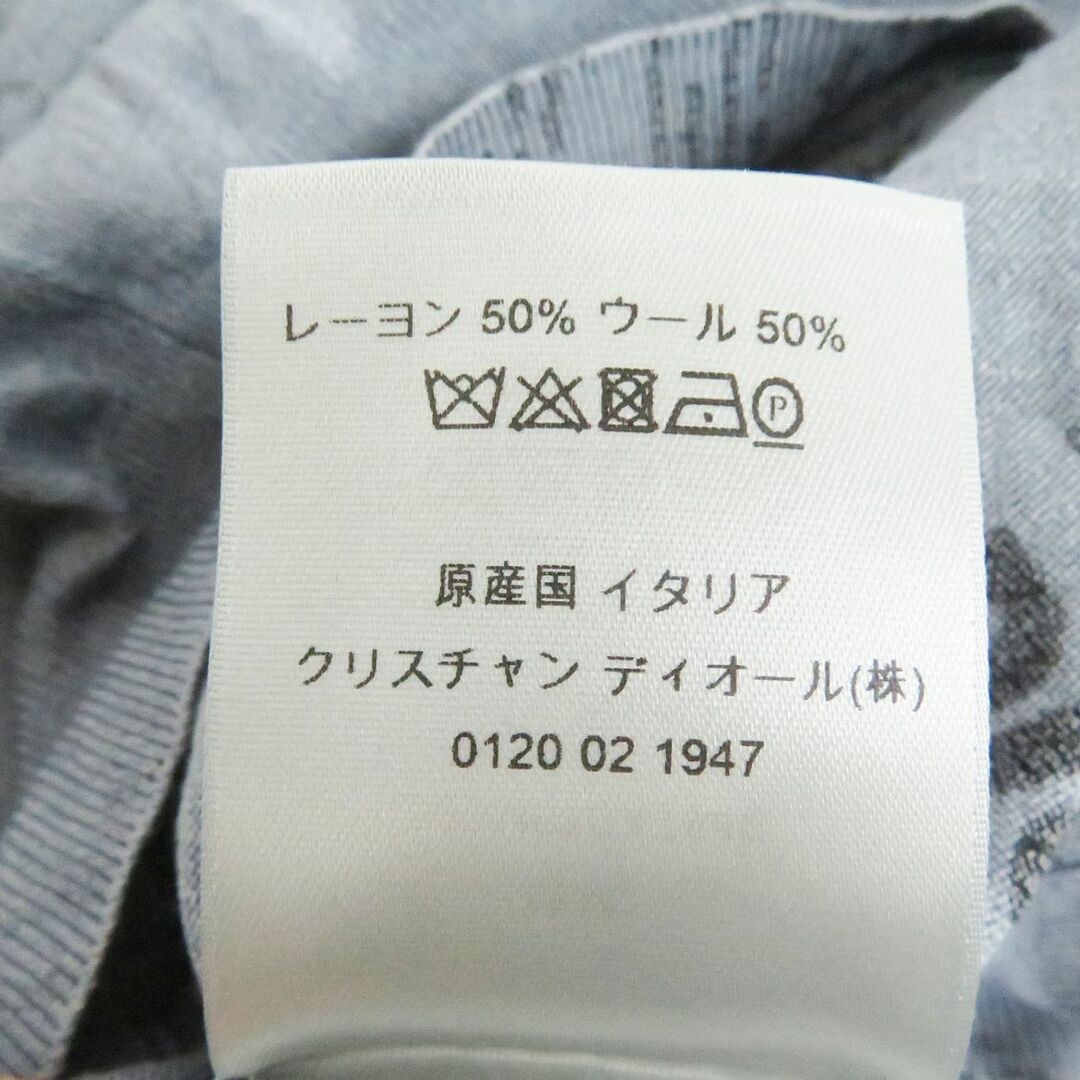 レーヨン 50% ウール 50%
P
原産国 イタリア
クリスチャン ディオール(株)
0120 02 1947